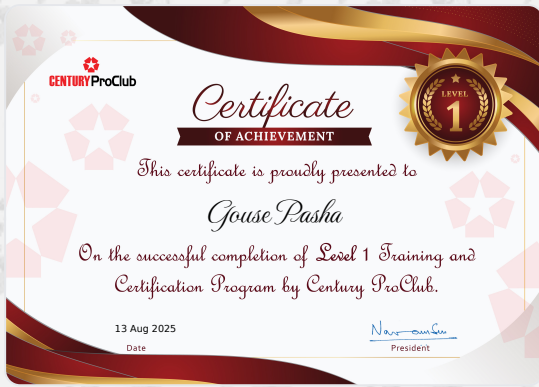 CENTURY ProClub
Certificate
OF ACHIEVEMENT
LEVEL
1
This certificate is proudly presented to
Gouse Pasha
On the successful completion of Level 1 Training and
Certification Program by Century ProClub.
13 Aug 2025
Date
President